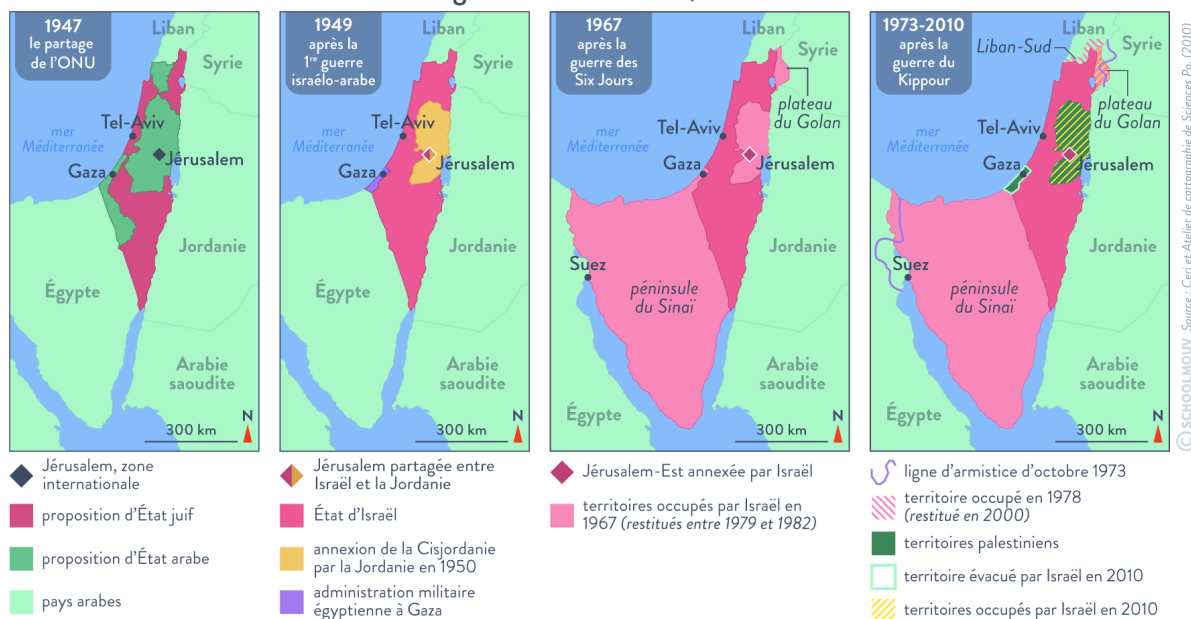 1947
le partage
de l'ONU
Liban
Syrie
mer
Méditerranée
Tel-Aviv
Jérusalem
Gaza
Jordanie
Égypte
Arabie
saoudite
N
300 km
Jérusalem, zone
internationale
proposition d'État juif
proposition d'État arabe
pays arabes
1949
après la
1re guerre
israélo-arabe
Liban
Syrie
mer
Méditerranée
Tel-Aviv
Jérusalem
Gaza
Jordanie
Égypte
Arabie
saoudite
N
300 km
Jérusalem partagée entre
Israël et la Jordanie
État d'Israël
annexion de la Cisjordanie
par la Jordanie en 1950
administration militaire
égyptienne à Gaza
1967
après la
guerre des
Six Jours
Liban
Syrie
plateau
du Golan
mer
Méditerranée
Tel-Aviv
Jérusalem
Gaza
Jordanie
Suez
péninsule
du Sinaï
Égypte
Arabie
saoudite
N
300 km
Jérusalem-Est annexée par Israël
territoires occupés par Israël en
1967 (restitués entre 1979 et 1982)
1973-2010
après la
guerre du
Kippour
Liban
Liban-Sud
Syrie
plateau
du Golan
mer
Méditerranée
Tel-Aviv
Jérusalem
Gaza
Jordanie
Suez
péninsule
du Sinaï
Égypte
Arabie
saoudite
N
300 km
ligne d'armistice d'octobre 1973
territoire occupé en 1978
(restitué en 2000)
territoires palestiniens
territoire évacué par Israël en 2010
territoires occupés par Israël en 2010
© SCHOOLMOUV Source : Ceri et Atelier de cartographie de Sciences Po. (2010)